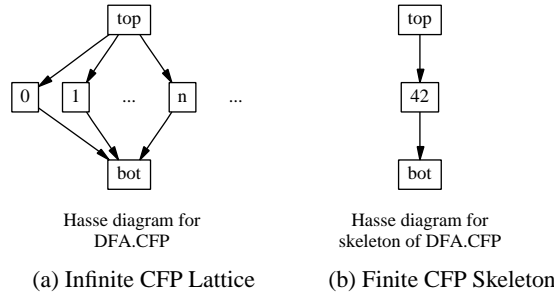 top
top
0
1
...
n
...
42
bot
bot
Hasse diagram for
DFA.CFP
Hasse diagram for
skeleton of DFA.CFP
(a) Infinite CFP Lattice
(b) Finite CFP Skeleton